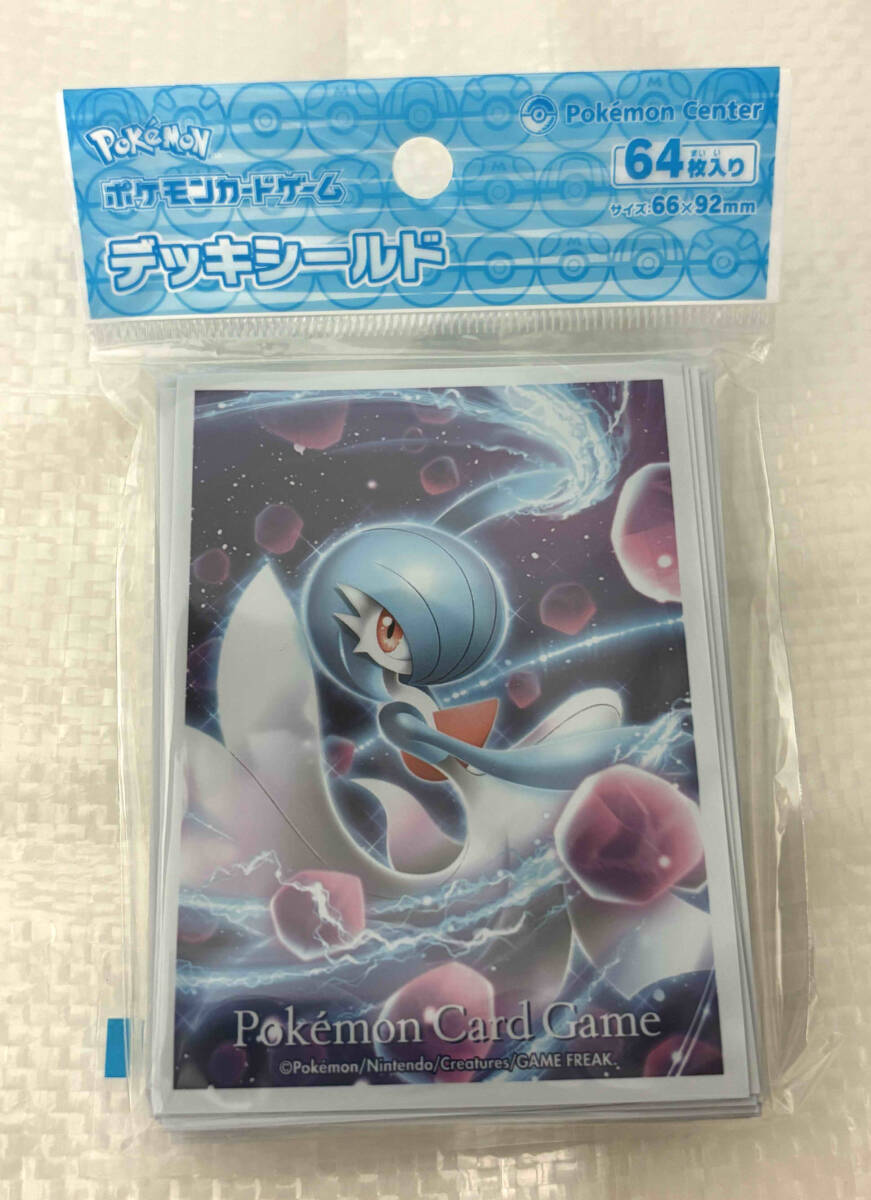 POKÉMON
ポケモンカードゲーム
デッキシールド
Pokémon Center
64枚入り
まい い
サイズ:66×92mm
Pokémon Card Game
©Pokémon/Nintendo/Creatures/GAME FREAK.